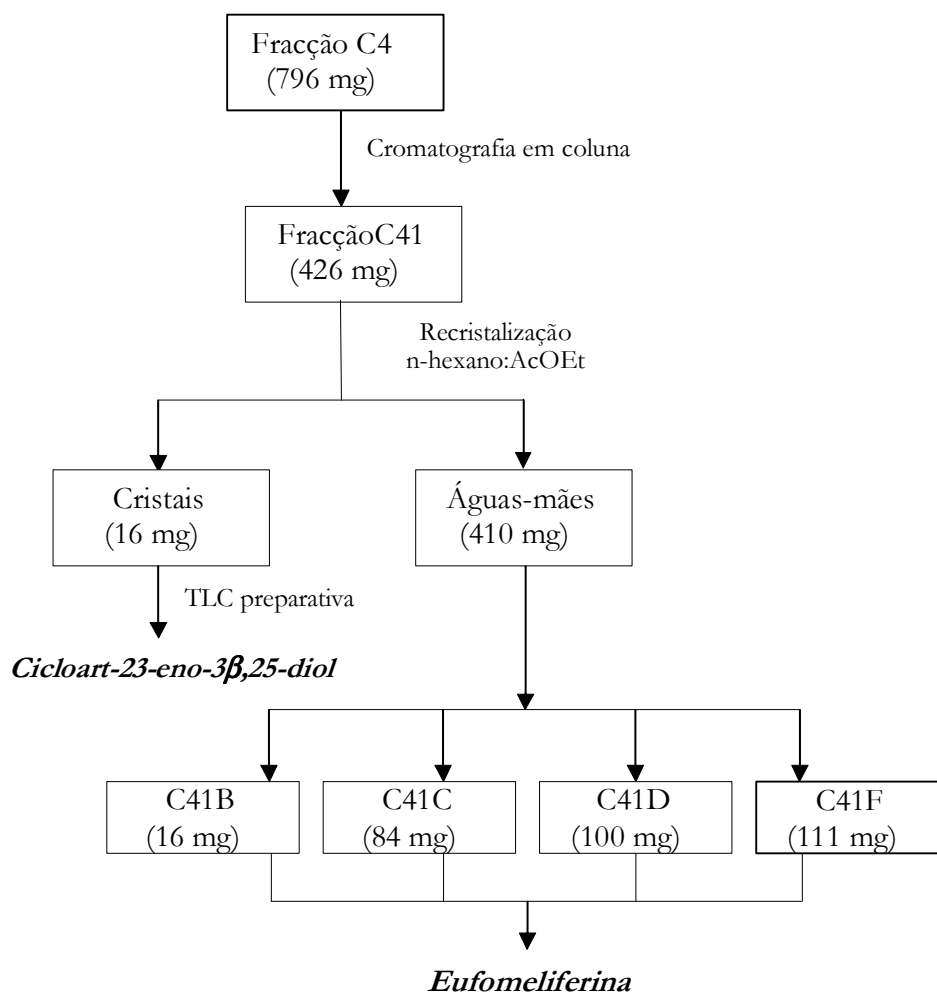 Fracção C4
(796 mg)
Cromatografia em coluna
FracçãoC41
(426 mg)
Recristalização
n-hexano:AcOEt
Cristais
(16 mg)
Águas-mães
(410 mg)
TLC preparativa
Cicloart-23-eno-3β,25-diol
C41B
(16 mg)
C41C
(84 mg)
C41D
(100 mg)
C41F
(111 mg)
Eufomeliferina